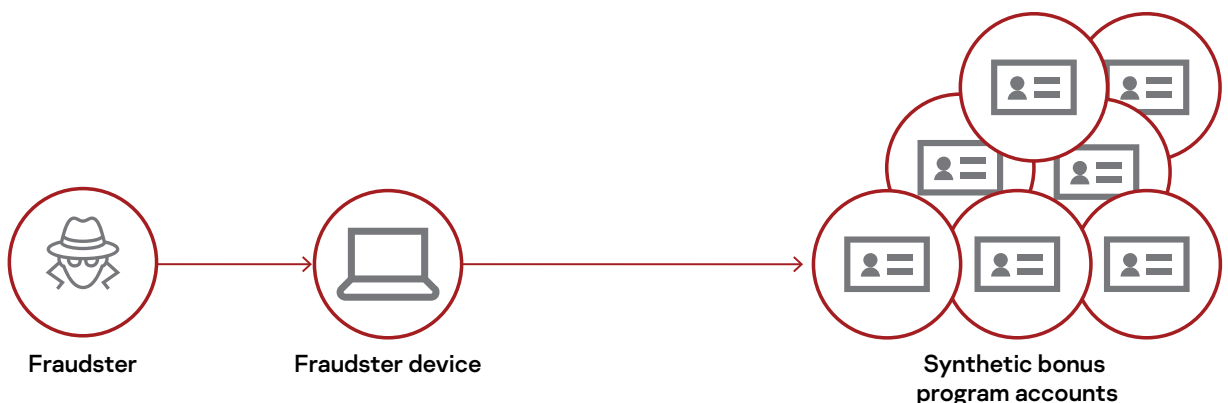 Fraudster
Fraudster device
Synthetic bonus
program accounts